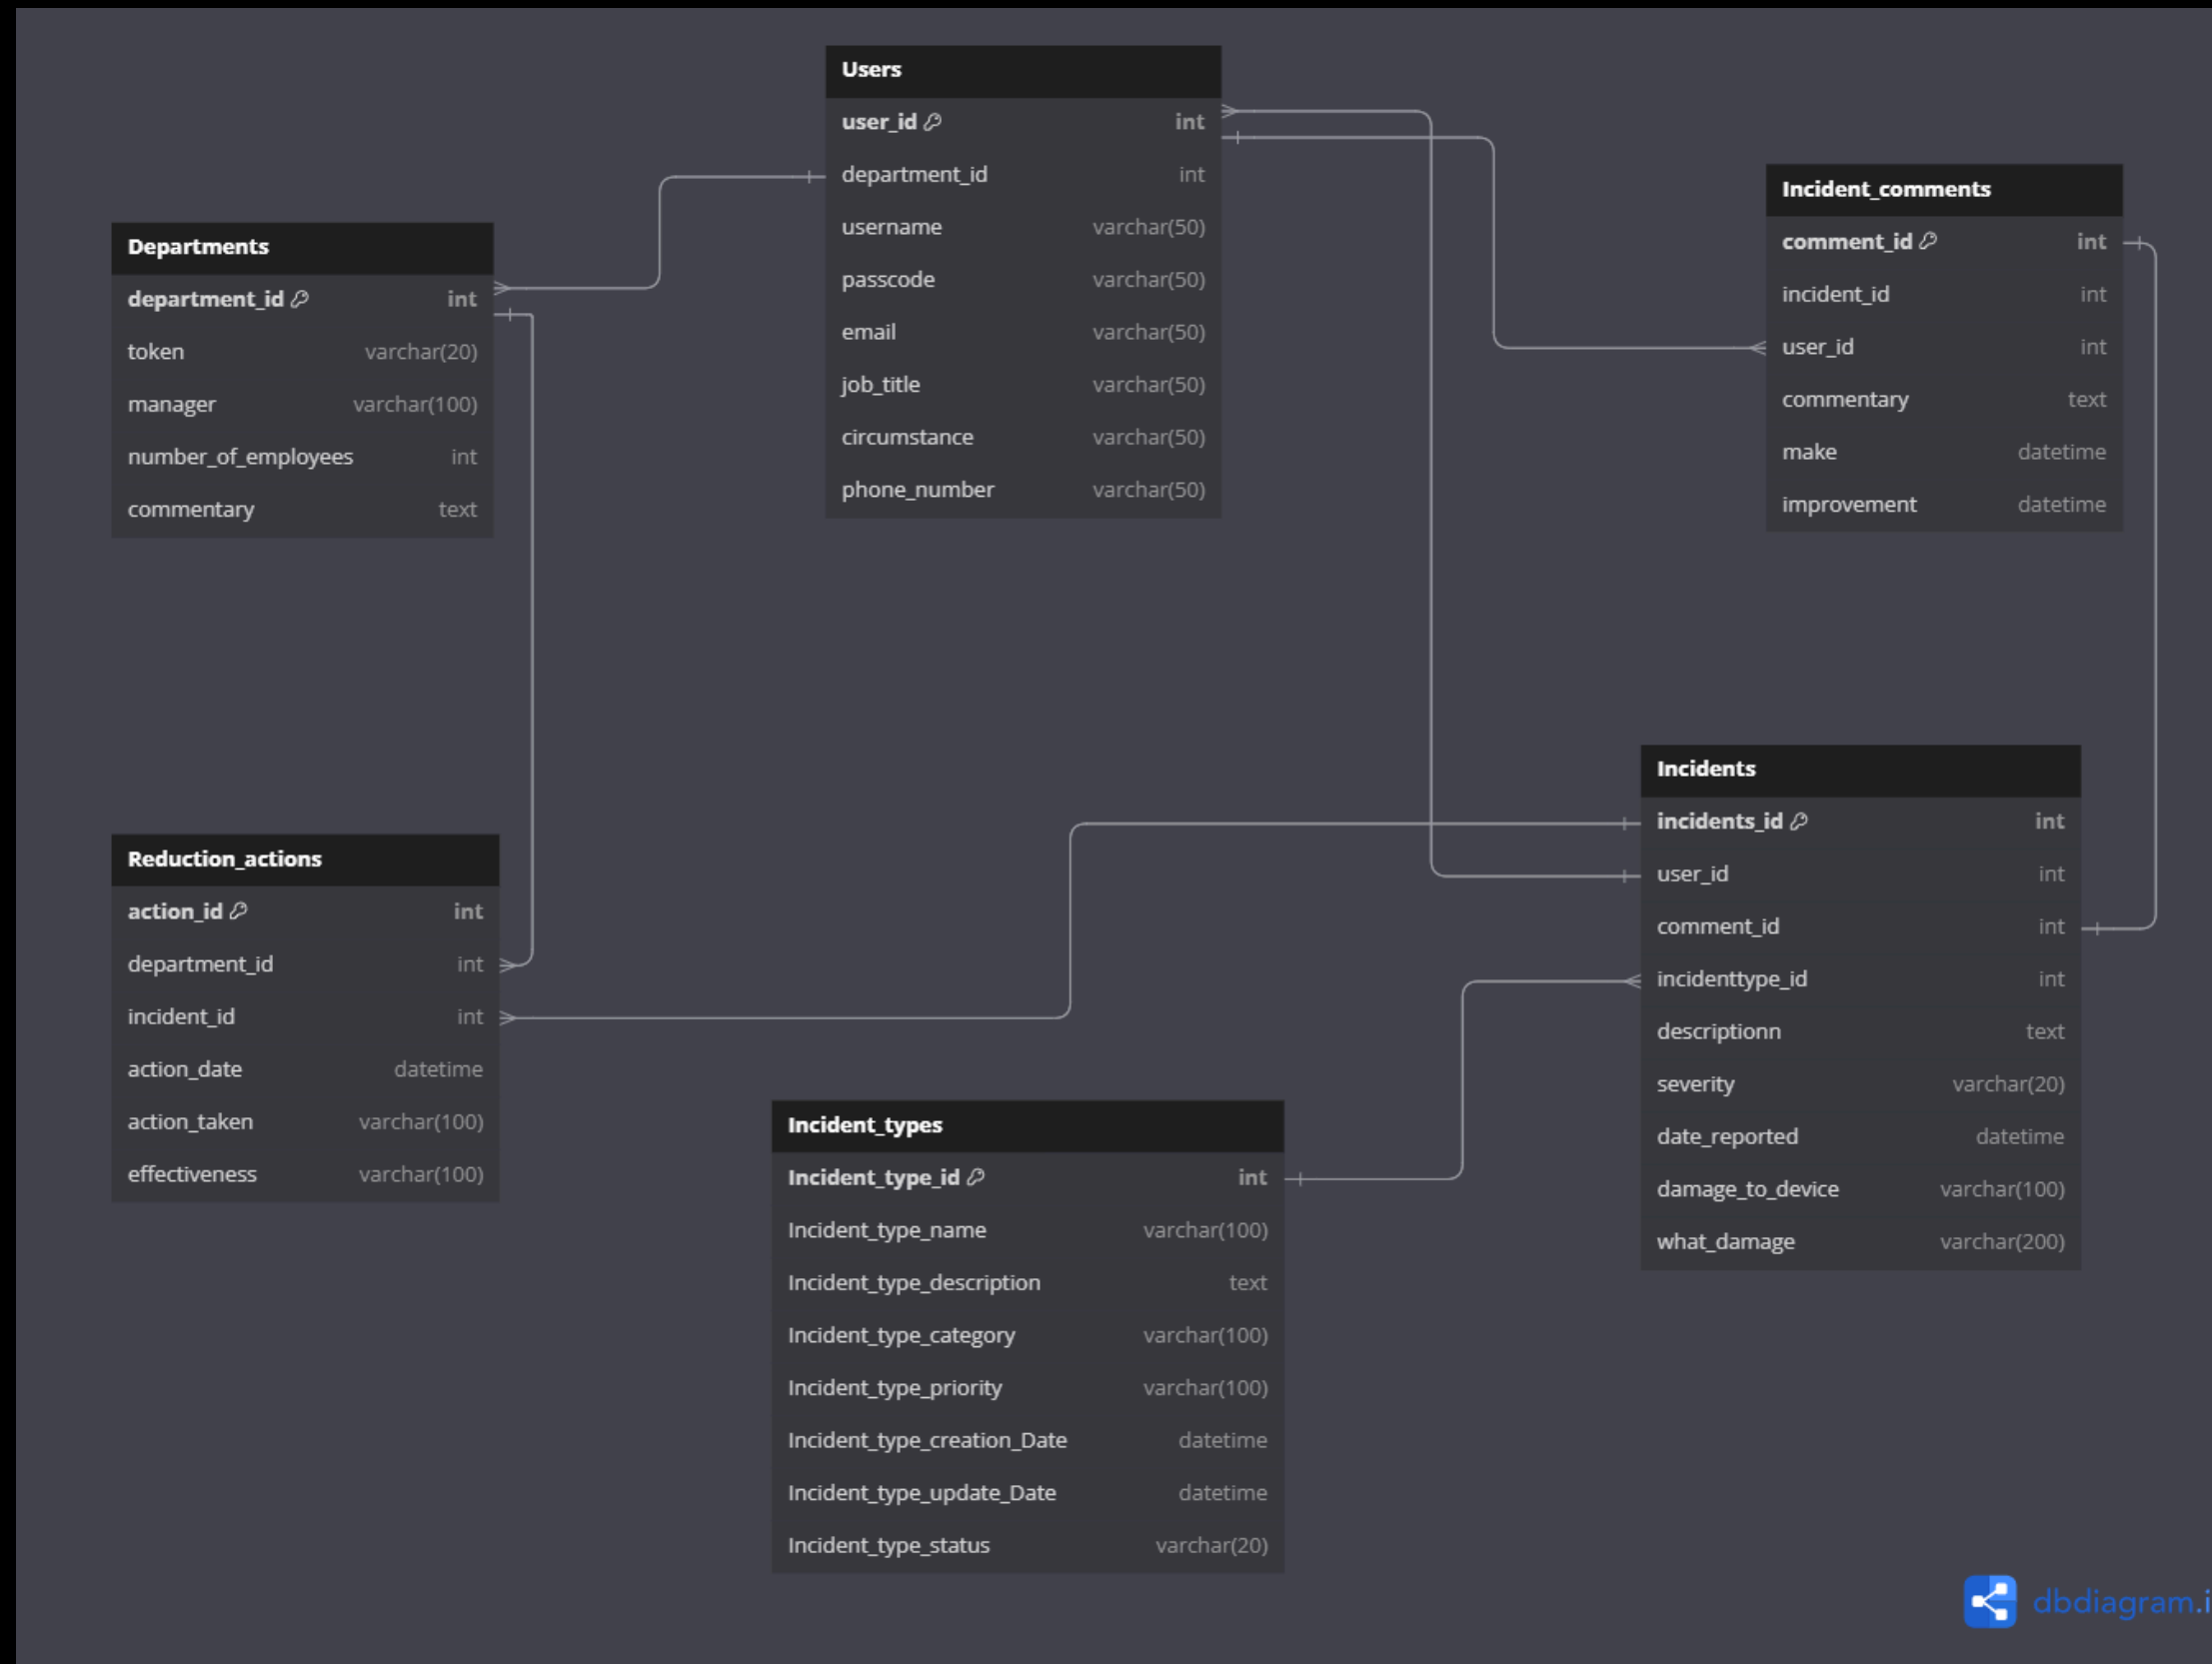 Users
user_id int
department_id int
username varchar(50)
passcode varchar(50)
email varchar(50)
job_title varchar(50)
circumstance varchar(50)
phone_number varchar(50)
Incident_comments
comment_id int
incident_id int
user_id int
commentary text
make datetime
improvement datetime
Departments
department_id int
token varchar(20)
manager varchar(100)
number_of_employees int
commentary text
Incidents
incidents_id int
user_id int
comment_id int
incidenttype_id int
descriptionn text
severity varchar(20)
date_reported datetime
damage_to_device varchar(100)
what_damage varchar(200)
Reduction_actions
action_id int
department_id int
incident_id int
action_date datetime
action_taken varchar(100)
effectiveness varchar(100)
Incident_types
Incident_type_id int
Incident_type_name varchar(100)
Incident_type_description text
Incident_type_category varchar(100)
Incident_type_priority varchar(100)
Incident_type_creation_Date datetime
Incident_type_update_Date datetime
Incident_type_status varchar(20)
dbdiagram.i